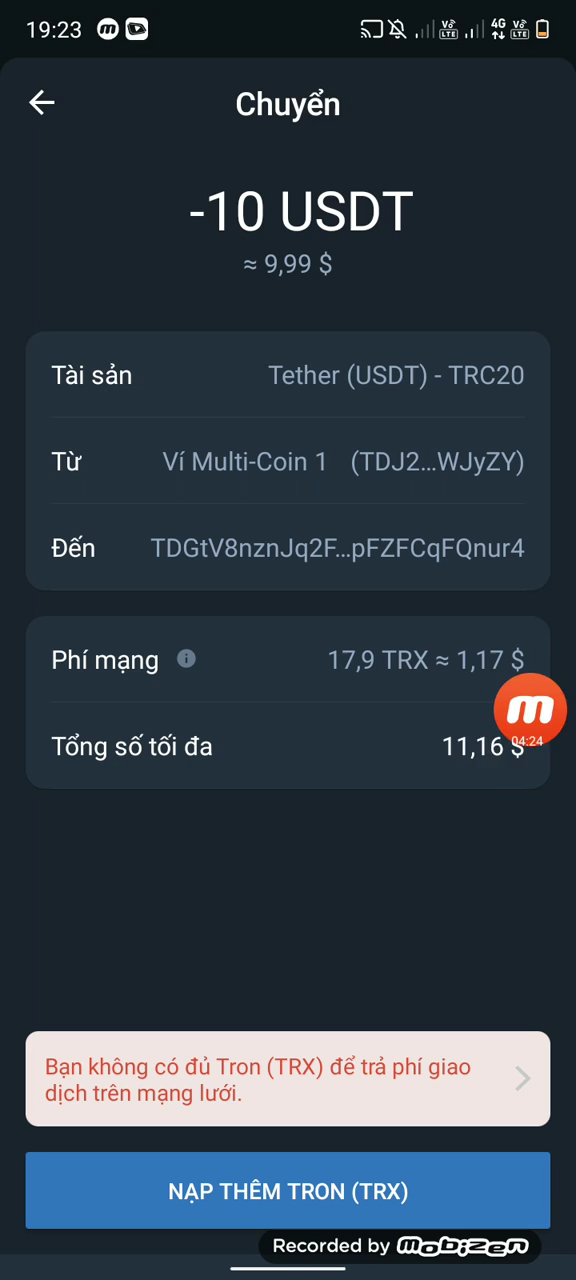 19:23
Chuyển
-10 USDT
≈ 9,99 $
Tài sản Tether (USDT) - TRC20
Từ Ví Multi-Coin 1 (TDJ2...WJyZY)
Đến TDGtV8nznJq2F...pFZFCqFQnur4
Phí mạng 17,9 TRX ≈ 1,17 $
Tổng số tối đa 11,16 $
04:24
Bạn không có đủ Tron (TRX) để trả phí giao
dịch trên mạng lưới.
NẠP THÊM TRON (TRX)
Recorded by mobizen